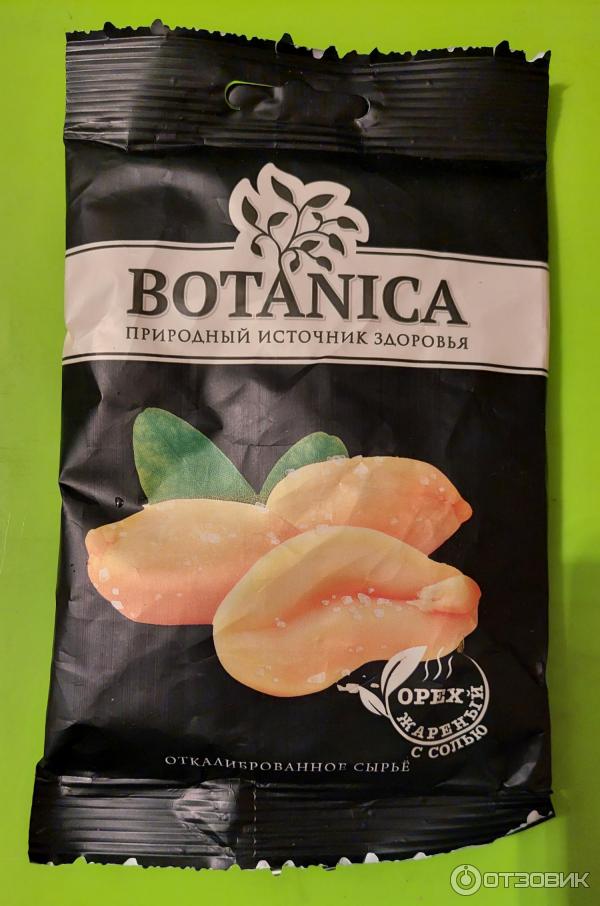 BOTANICA
ПРИРОДНЫЙ ИСТОЧНИК ЗДОРОВЬЯ
ОРЕХ
ЖАРЕНЫЙ
С СОЛЬЮ
ОТКАЛИБРОВАННОЕ СЫРЬЁ
ОТЗОВИК